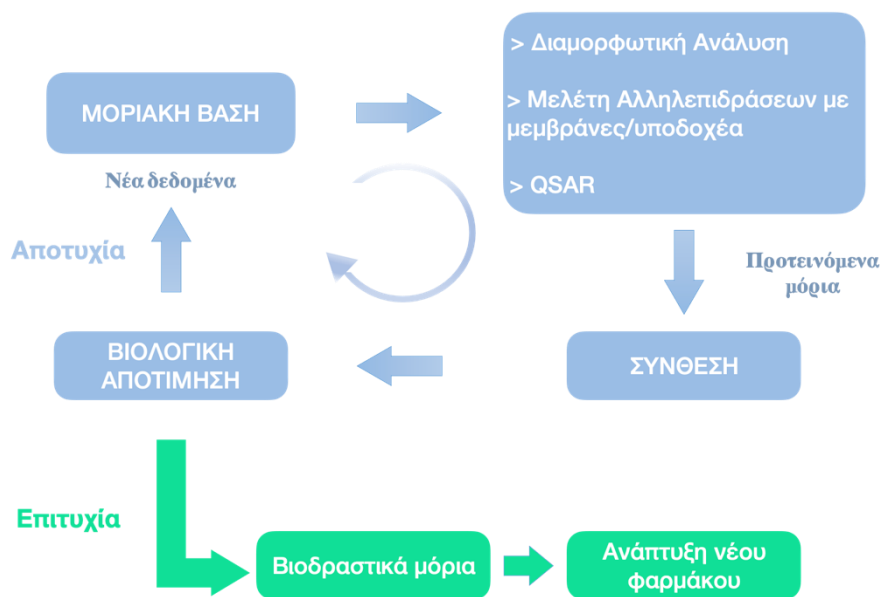 > Διαμορφωτική Ανάλυση
> Μελέτη Αλληλεπιδράσεων με
μεμβράνες/υποδοχέα
> QSAR
ΜΟΡΙΑΚΗ ΒΑΣΗ
Νέα δεδομένα
Αποτυχία
Προτεινόμενα
μόρια
ΒΙΟΛΟΓΙΚΗ
ΑΠΟΤΙΜΗΣΗ
ΣΥΝΘΕΣΗ
Επιτυχία
Βιοδραστικά μόρια
Ανάπτυξη νέου
φαρμάκου